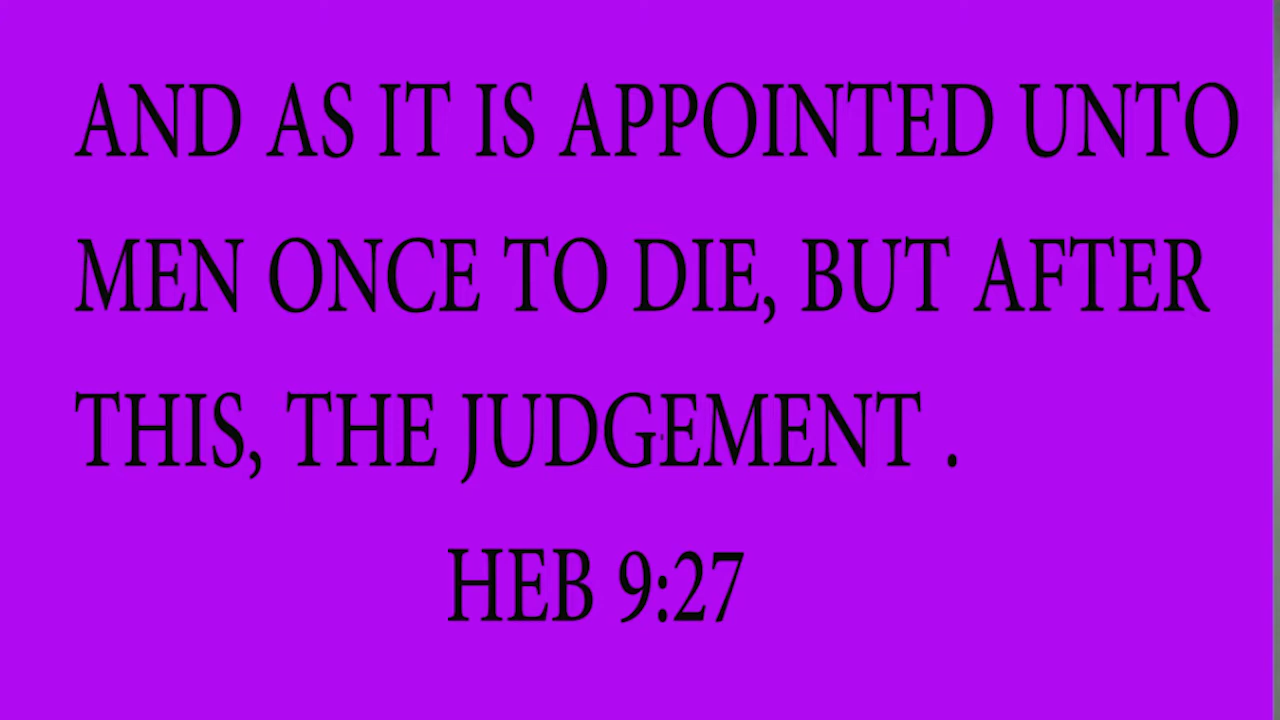 AND AS IT IS APPOINTED UNTO
MEN ONCE TO DIE, BUT AFTER
THIS, THE JUDGEMENT .
HEB 9:27